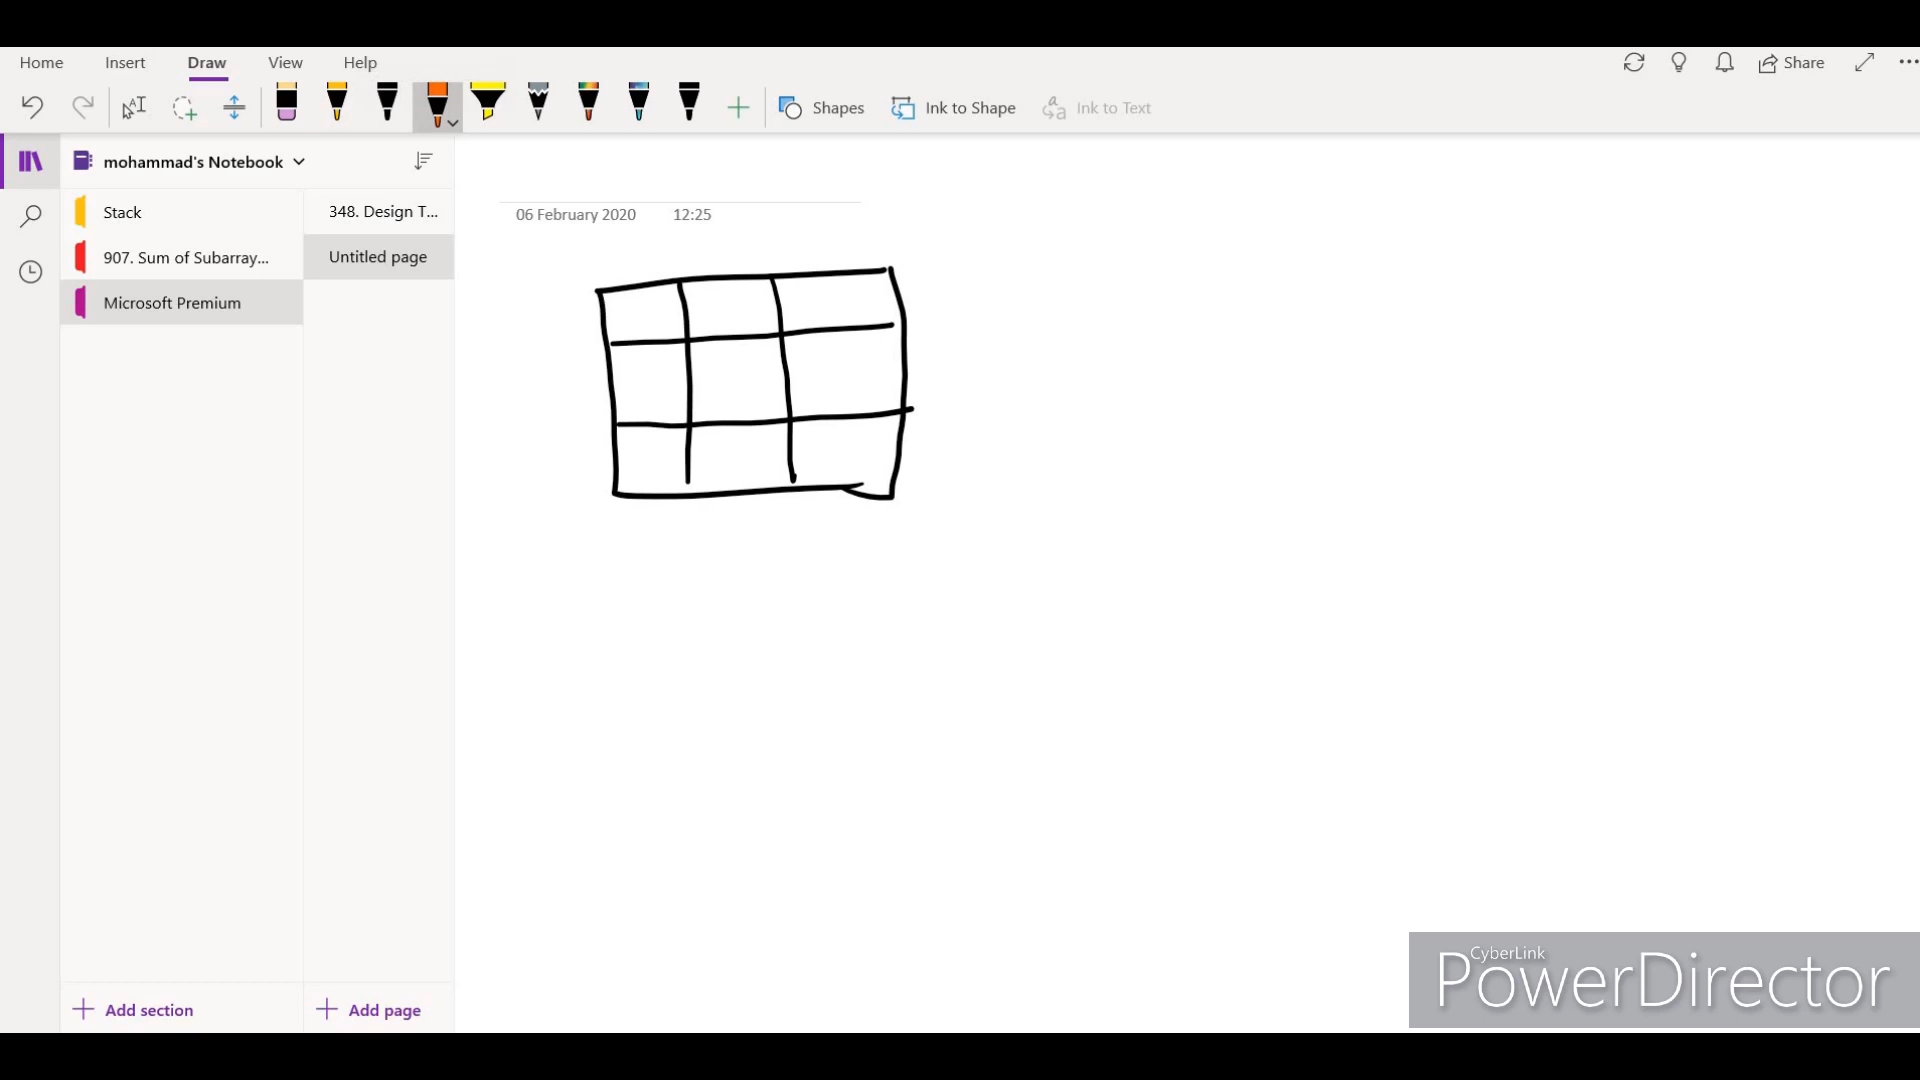 Home Insert Draw View Help Share
Shapes Ink to Shape Ink to Text
mohammad's Notebook
Stack
907. Sum of Subarray...
Microsoft Premium
348. Design T...
Untitled page
06 February 2020 12:25
Add section
Add page
CyberLink
PowerDirector